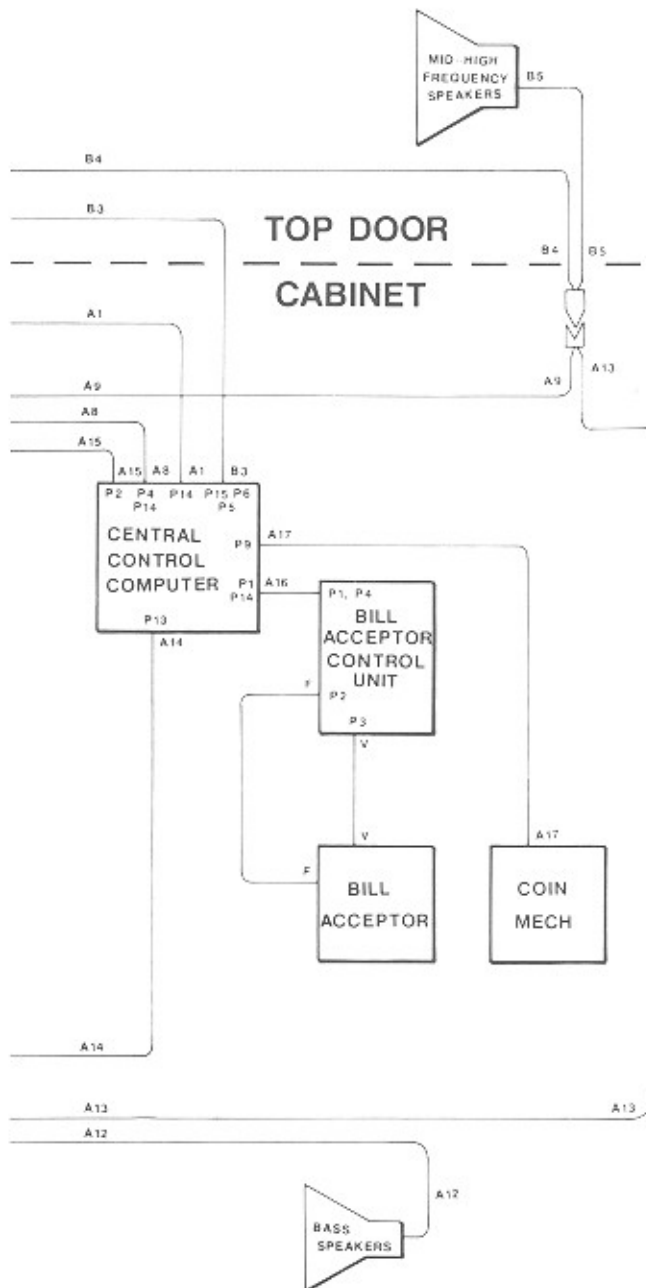 MID-HIGH
FREQUENCY
SPEAKERS
B5
B4
B3
TOP DOOR
B4
B5
CABINET
A1
A9
A9
A13
A8
A15
A15 A8 A1 B3
P2 P4 P14 P15 P6
P14 P5
CENTRAL
CONTROL
COMPUTER
P9
A17
P1
P14
A16
P13
A14
P1, P4
BILL
ACCEPTOR
CONTROL
UNIT
F
P2
P3
V
V
F
BILL
ACCEPTOR
A17
COIN
MECH
A14
A13
A13
A12
A12
BASS
SPEAKERS